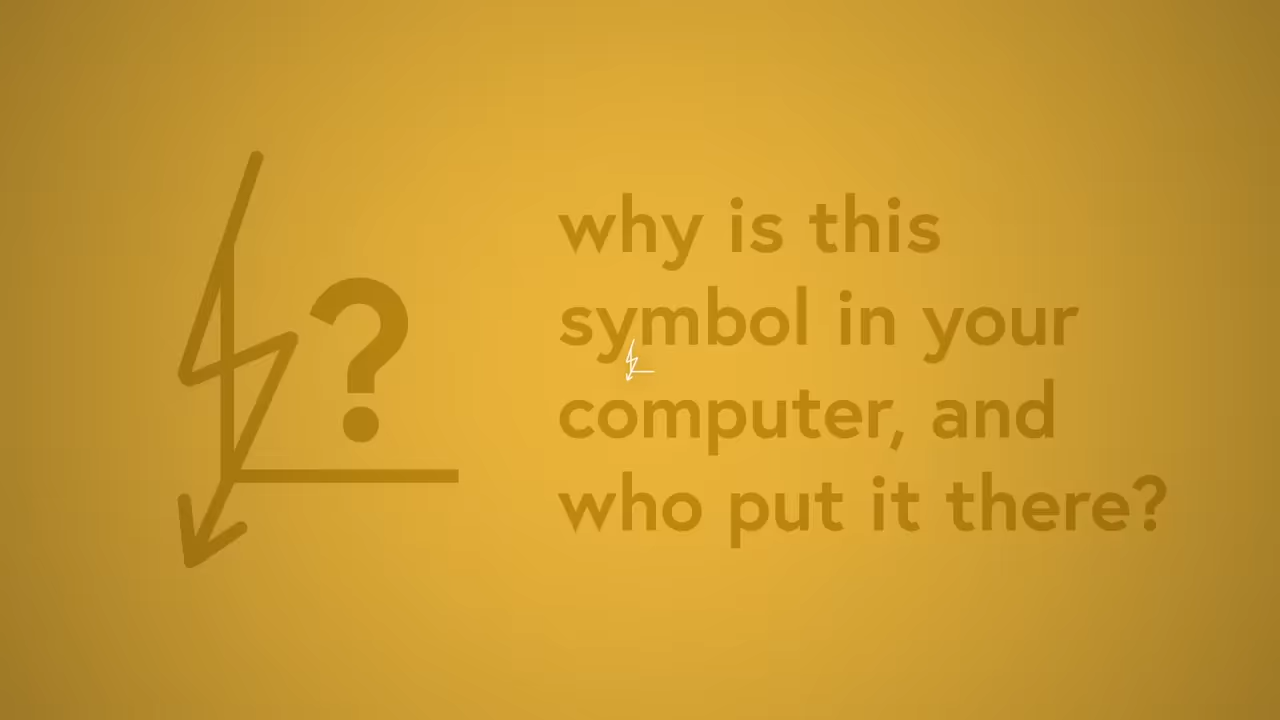 ?
why is this
symbol in your
computer, and
who put it there?